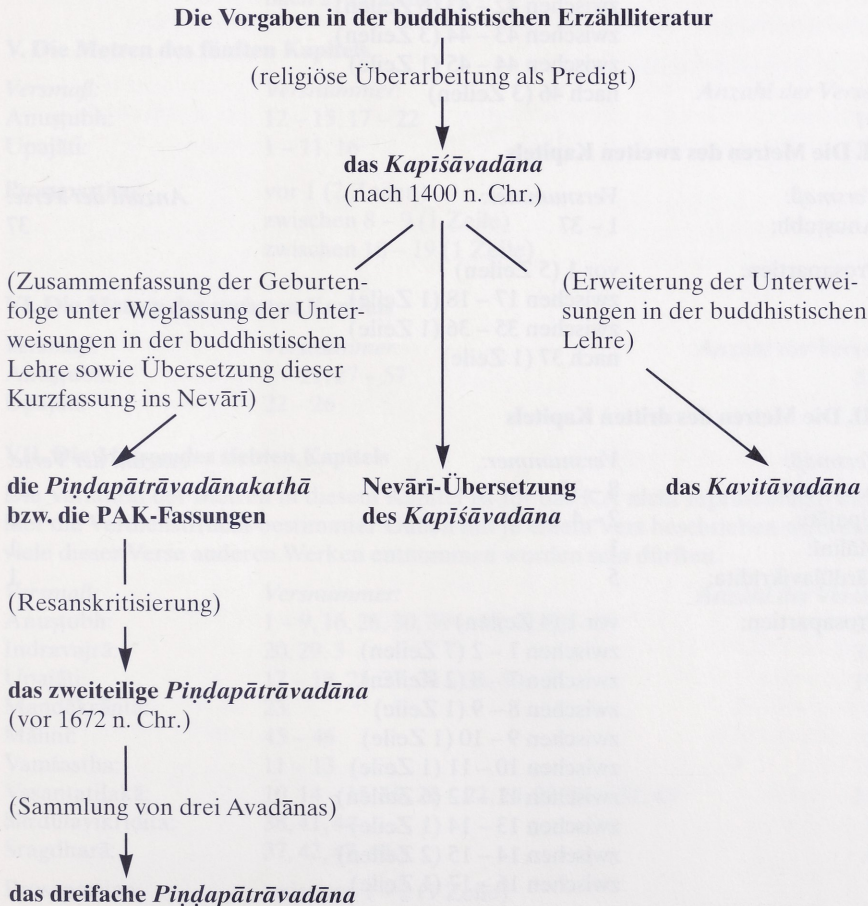 Die Vorgaben in der buddhistischen Erzählliteratur
(religiöse Überarbeitung als Predigt)
das Kapīśāvadāna
(nach 1400 n. Chr.)
(Zusammenfassung der Geburten-
folge unter Weglassung der Unter-
weisungen in der buddhistischen
Lehre sowie Übersetzung dieser
Kurzfassung ins Nevārī)
(Erweiterung der Unterwei-
sungen in der buddhistischen
Lehre)
die Piṇḍapātrāvadānakathā
bzw. die PAK-Fassungen
Nevārī-Übersetzung
des Kapīśāvadāna
das Kavitāvadāna
(Resanskritisierung)
das zweiteilige Piṇḍapātrāvadāna
(vor 1672 n. Chr.)
(Sammlung von drei Avadānas)
das dreifache Piṇḍapātrāvadāna